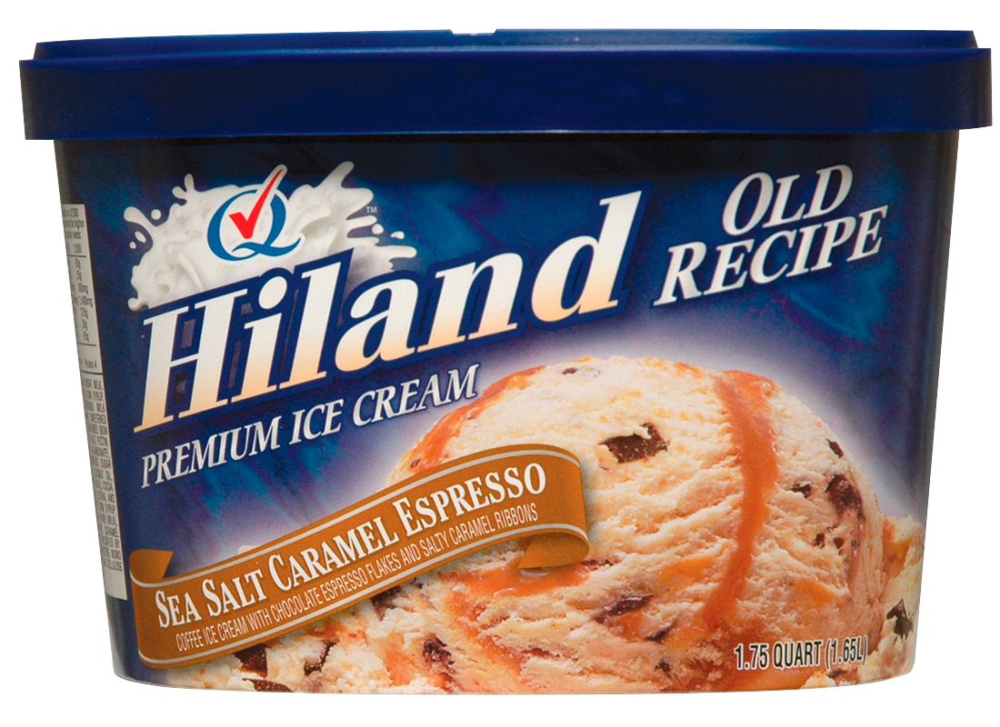 Q
™
Hiland
OLD
RECIPE
PREMIUM ICE CREAM
SEA SALT CARAMEL ESPRESSO
COFFEE ICE CREAM WITH CHOCOLATE ESPRESSO FLAKES AND SALTY CARAMEL RIBBONS
1.75 QUART (1.65L)